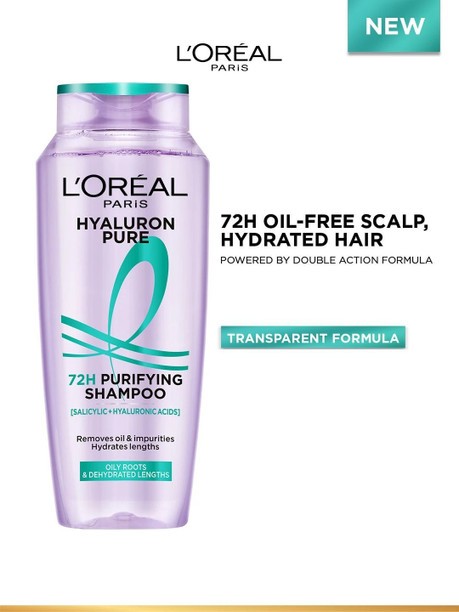 NEW
L'ORÉAL
PARiS
L'ORÉAL
PARiS
HYALURON
PURE
72H PURIFYING
SHAMPOO
[SALICYLIC + HYALURONIC ACIDS]
Removes oil & impurities
Hydrates lengths
OILY ROOTS
& DEHYDRATED LENGTHS
72H OIL-FREE SCALP,
HYDRATED HAIR
POWERED BY DOUBLE ACTION FORMULA
TRANSPARENT FORMULA